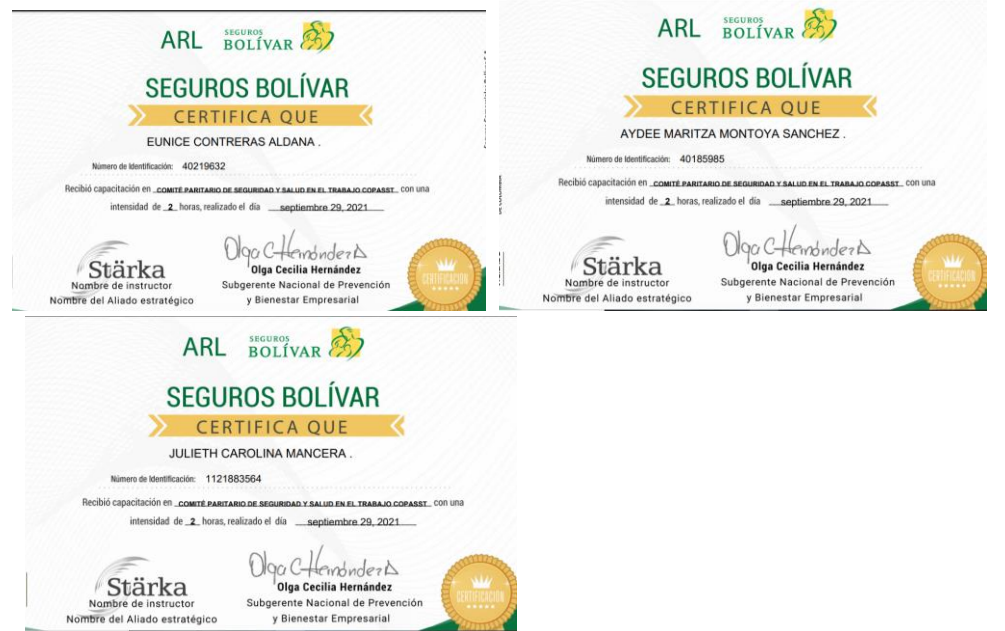 ARL SEGUROS BOLÍVAR
SEGUROS BOLÍVAR
CERTIFICA QUE
EUNICE CONTRERAS ALDANA .
Número de Identificación: 40219632
Recibió capacitación en COMITÉ PARITARIO DE SEGURIDAD Y SALUD EN EL TRABAJO COPASST con una
intensidad de 2 horas, realizado el día septiembre 29, 2021
Olga C Hernández
Stärka
Olga Cecilia Hernández
Nombre de instructor
Subgerente Nacional de Prevención
Nombre del Aliado estratégico
y Bienestar Empresarial
CERTIFICACIÓN
ARL SEGUROS BOLÍVAR
SEGUROS BOLÍVAR
CERTIFICA QUE
AYDEE MARITZA MONTOYA SANCHEZ .
Número de Identificación: 40185985
Recibió capacitación en COMITÉ PARITARIO DE SEGURIDAD Y SALUD EN EL TRABAJO COPASST con una
intensidad de 2 horas, realizado el día septiembre 29, 2021
Olga C Hernández
Stärka
Olga Cecilia Hernández
Nombre de instructor
Subgerente Nacional de Prevención
Nombre del Aliado estratégico
y Bienestar Empresarial
CERTIFICACIÓN
ARL SEGUROS BOLÍVAR
SEGUROS BOLÍVAR
CERTIFICA QUE
JULIETH CAROLINA MANCERA .
Número de Identificación: 1121883564
Recibió capacitación en COMITÉ PARITARIO DE SEGURIDAD Y SALUD EN EL TRABAJO COPASST con una
intensidad de 2 horas, realizado el día septiembre 29, 2021
Olga C Hernández
Stärka
Olga Cecilia Hernández
Nombre de instructor
Subgerente Nacional de Prevención
Nombre del Aliado estratégico
y Bienestar Empresarial
CERTIFICACIÓN